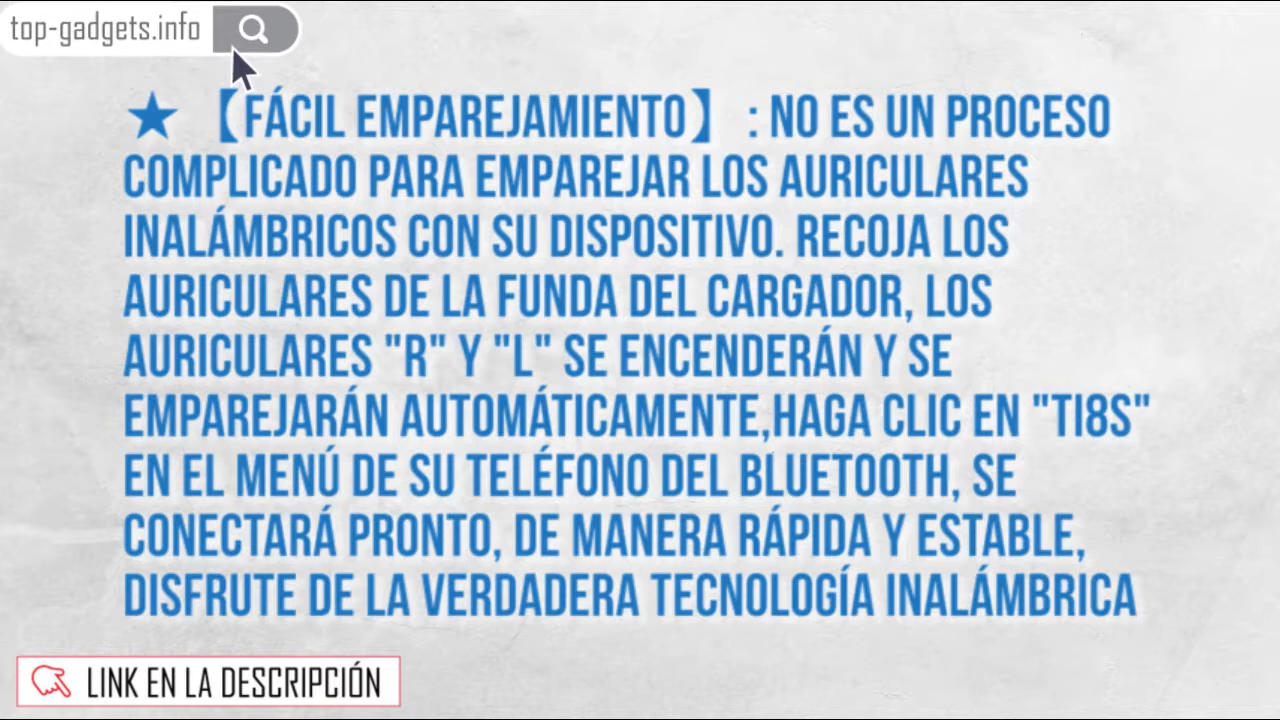 top-gadgets.info
★ 【FÁCIL EMPAREJAMIENTO】 : NO ES UN PROCESO
COMPLICADO PARA EMPAREJAR LOS AURICULARES
INALÁMBRICOS CON SU DISPOSITIVO. RECOJA LOS
AURICULARES DE LA FUNDA DEL CARGADOR, LOS
AURICULARES "R" Y "L" SE ENCENDERÁN Y SE
EMPAREJARÁN AUTOMÁTICAMENTE,HAGA CLIC EN "TI8S"
EN EL MENÚ DE SU TELÉFONO DEL BLUETOOTH, SE
CONECTARÁ PRONTO, DE MANERA RÁPIDA Y ESTABLE,
DISFRUTE DE LA VERDADERA TECNOLOGÍA INALÁMBRICA
LINK EN LA DESCRIPCIÓN